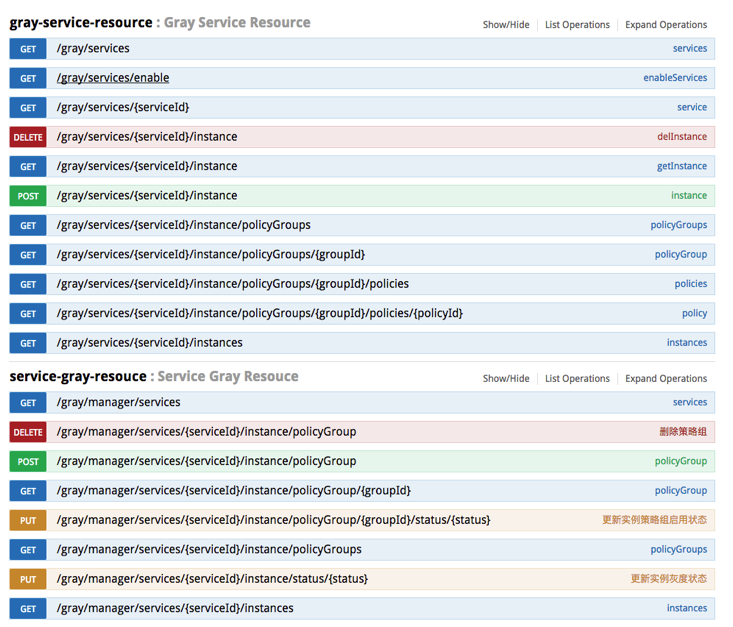 gray-service-resource : Gray Service Resource Show/Hide List Operations Expand Operations
GET /gray/services services
GET /gray/services/enable enableServices
GET /gray/services/{serviceId} service
DELETE /gray/services/{serviceId}/instance delInstance
GET /gray/services/{serviceId}/instance getInstance
POST /gray/services/{serviceId}/instance instance
GET /gray/services/{serviceId}/instance/policyGroups policyGroups
GET /gray/services/{serviceId}/instance/policyGroups/{groupId} policyGroup
GET /gray/services/{serviceId}/instance/policyGroups/{groupId}/policies policies
GET /gray/services/{serviceId}/instance/policyGroups/{groupId}/policies/{policyId} policy
GET /gray/services/{serviceId}/instances instances
service-gray-resouce : Service Gray Resouce Show/Hide List Operations Expand Operations
GET /gray/manager/services services
DELETE /gray/manager/services/{serviceId}/instance/policyGroup 删除策略组
POST /gray/manager/services/{serviceId}/instance/policyGroup policyGroup
GET /gray/manager/services/{serviceId}/instance/policyGroup/{groupId} policyGroup
PUT /gray/manager/services/{serviceId}/instance/policyGroup/{groupId}/status/{status} 更新实例策略组启用状态
GET /gray/manager/services/{serviceId}/instance/policyGroups policyGroups
PUT /gray/manager/services/{serviceId}/instance/status/{status} 更新实例灰度状态
GET /gray/manager/services/{serviceId}/instances instances